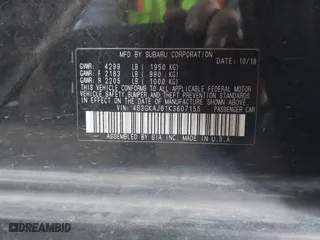 MFD. BY SUBARU CORPORATION
DATE: 10/18
GVWR: 4299 LB ( 1950 KG)
GAWR: F 2183 LB ( 990 KG)
GAWR: R 2205 LB ( 1000 KG)
THIS VEHICLE CONFORMS TO ALL APPLICABLE FEDERAL MOTOR
VEHICLE SAFETY, BUMPER, AND THEFT PREVENTION STANDARDS
IN EFFECT ON THE DATE OF MANUFACTURE SHOWN ABOVE.
VIN: 4S3GKAJ61K3607155 PASSENGER CAR
ASSEMBLED BY SIA MADE IN U.S.A.
DREAMBID